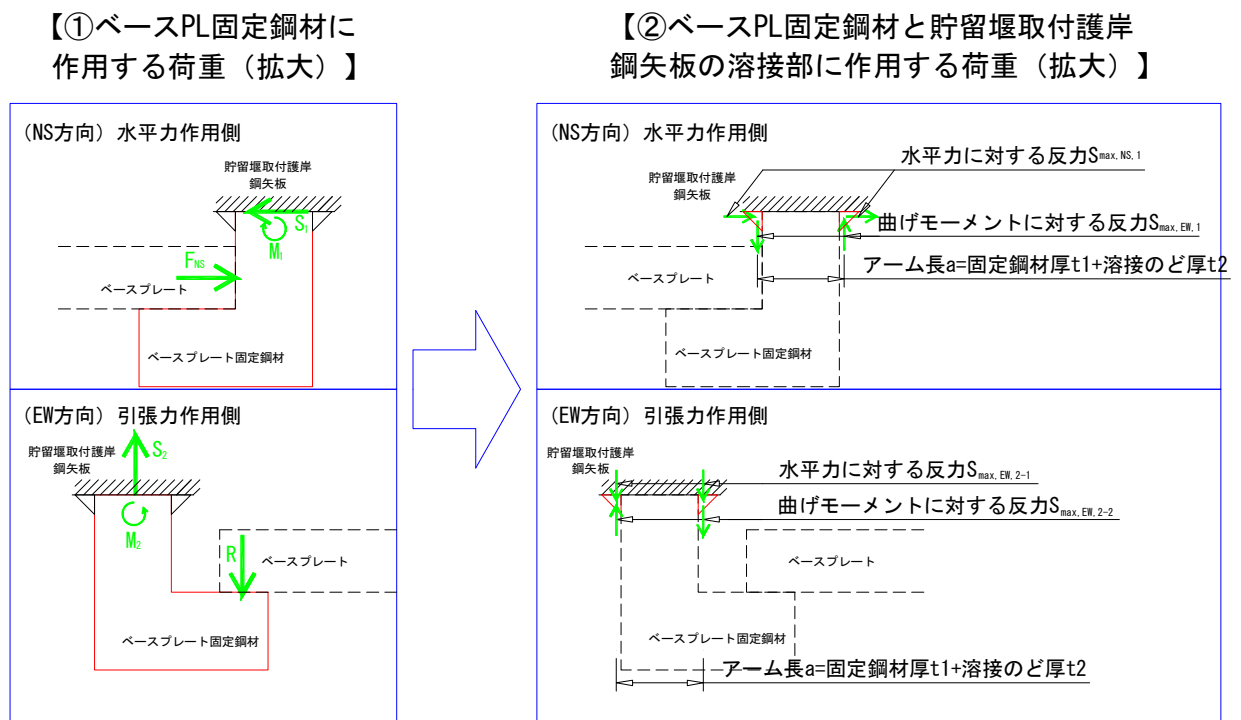 【①ベースPL固定鋼材に
作用する荷重（拡大）】
【②ベースPL固定鋼材と貯留堰取付護岸
鋼矢板の溶接部に作用する荷重（拡大）】
(NS方向) 水平力作用側
貯留堰取付護岸
鋼矢板
S1
M1
FNS
ベースプレート
ベースプレート固定鋼材
(EW方向) 引張力作用側
貯留堰取付護岸
鋼矢板
S2
M2
R
ベースプレート
ベースプレート固定鋼材
(NS方向) 水平力作用側
水平力に対する反力Smax,NS,1
貯留堰取付護岸
鋼矢板
曲げモーメントに対する反力Smax,EW,1
アーム長a=固定鋼材厚t1+溶接のど厚t2
ベースプレート
ベースプレート固定鋼材
(EW方向) 引張力作用側
貯留堰取付護岸
鋼矢板
水平力に対する反力Smax,EW,2-1
曲げモーメントに対する反力Smax,EW,2-2
ベースプレート
ベースプレート固定鋼材
アーム長a=固定鋼材厚t1+溶接のど厚t2